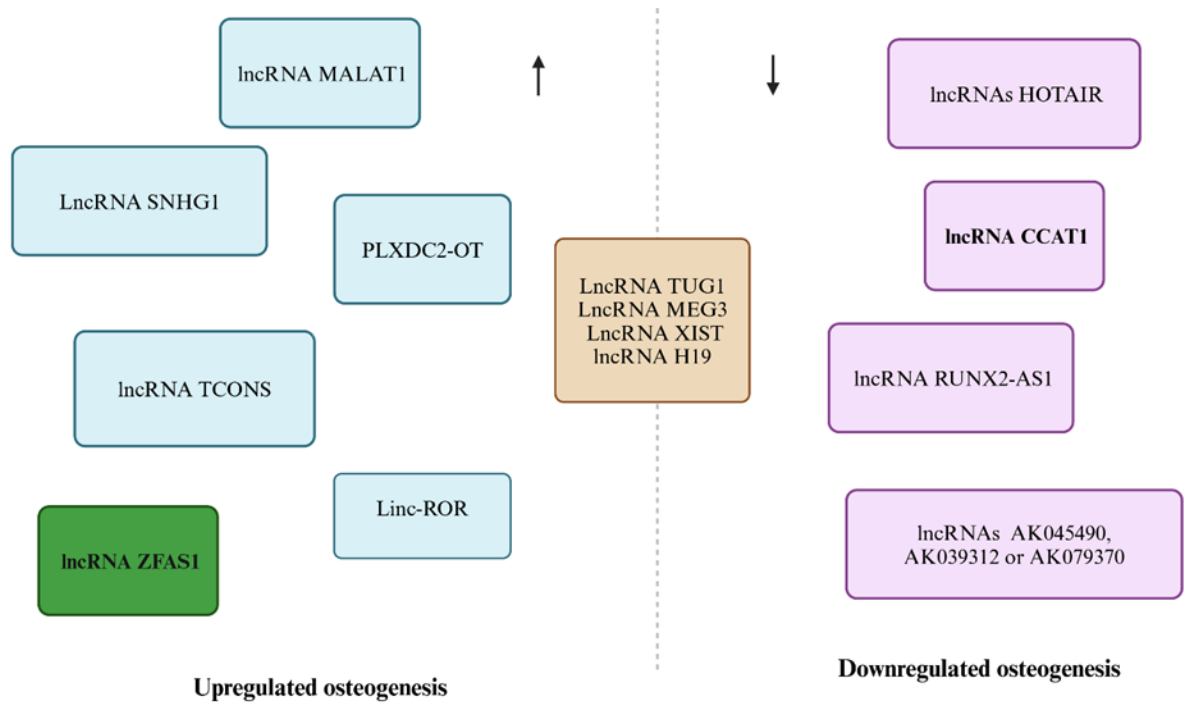 lncRNA MALAT1
LncRNA SNHG1
PLXDC2-OT
lncRNA TCONS
Linc-ROR
lncRNA ZFAS1
Upregulated osteogenesis
LncRNA TUG1
LncRNA MEG3
LncRNA XIST
lncRNA H19
lncRNAs HOTAIR
lncRNA CCAT1
lncRNA RUNX2-AS1
lncRNAs AK045490,
AK039312 or AK079370
Downregulated osteogenesis